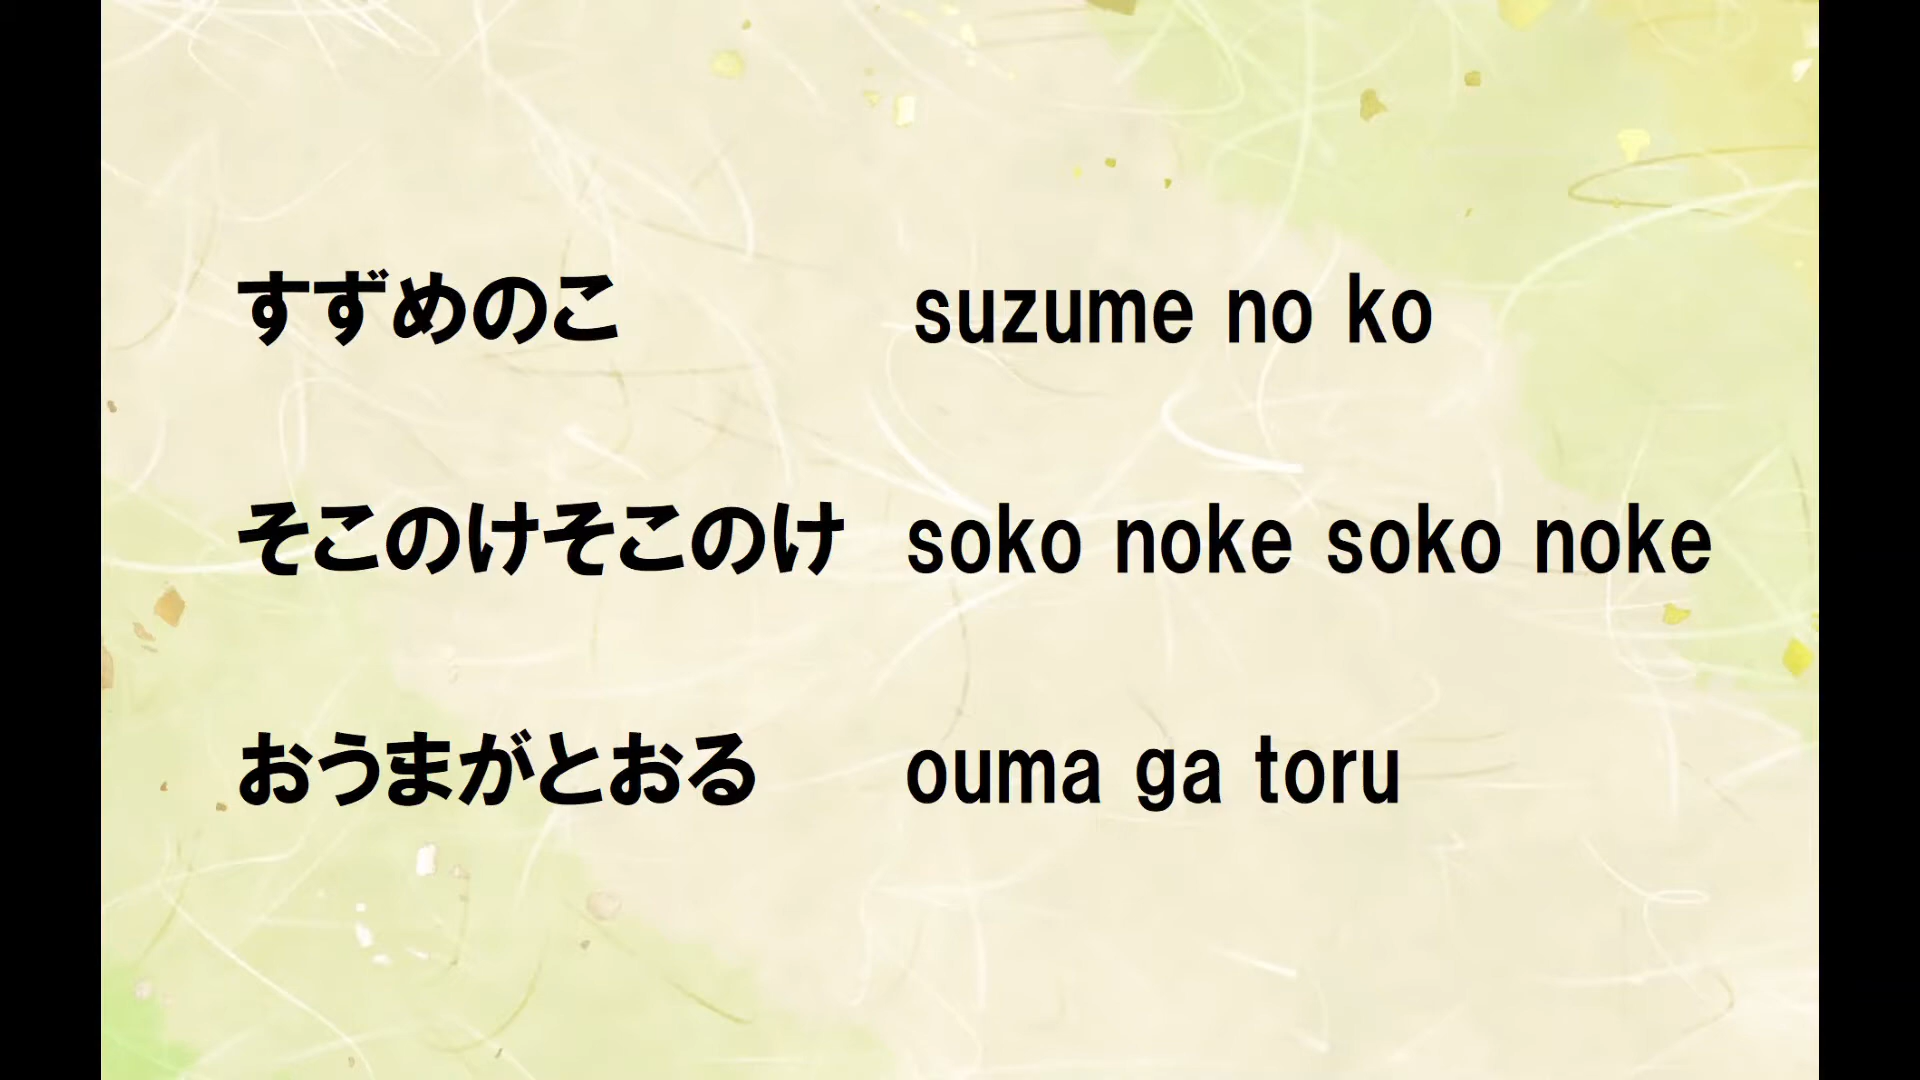 すずめのこ suzume no ko
そこのけそこのけ soko noke soko noke
おうまがとおる ouma ga toru